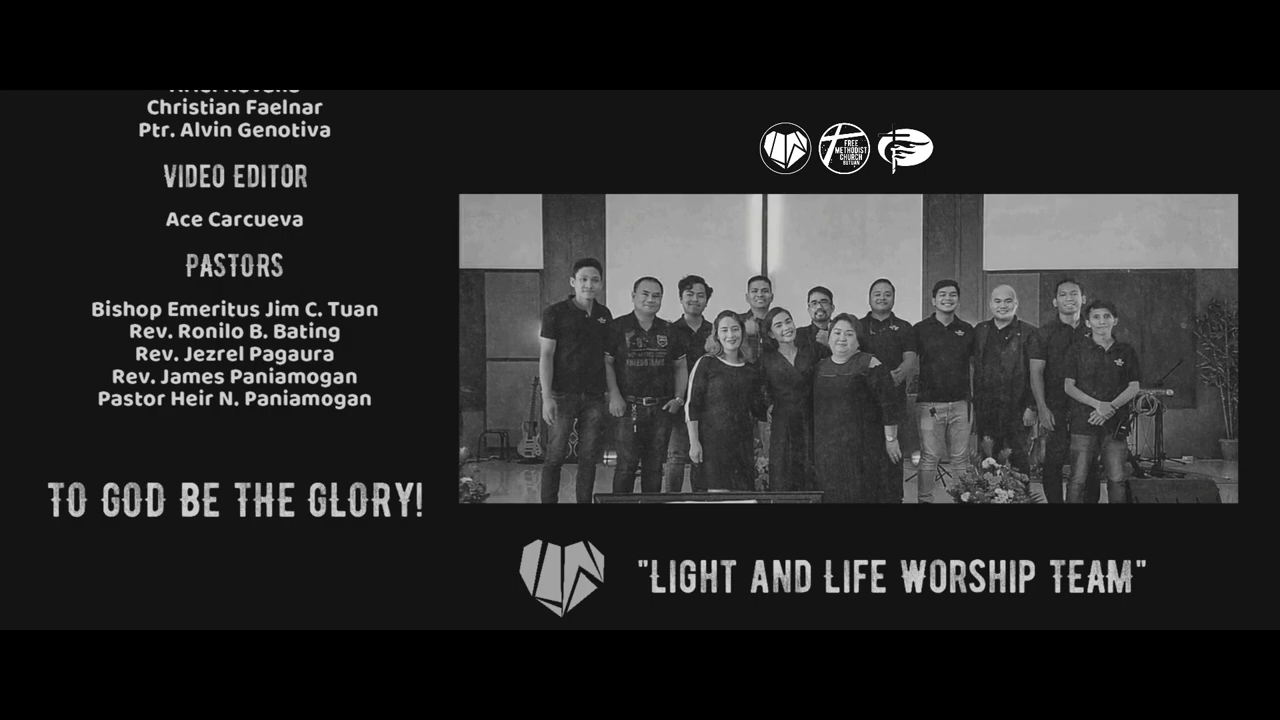 Christian Faelnar
Ptr. Alvin Genotiva
VIDEO EDITOR
Ace Carcueva
PASTORS
Bishop Emeritus Jim C. Tuan
Rev. Ronilo B. Bating
Rev. Jezrel Pagaura
Rev. James Paniamogan
Pastor Heir N. Paniamogan
TO GOD BE THE GLORY!
FREE
METHODIST
CHURCH
BUTUAN
"LIGHT AND LIFE WORSHIP TEAM"